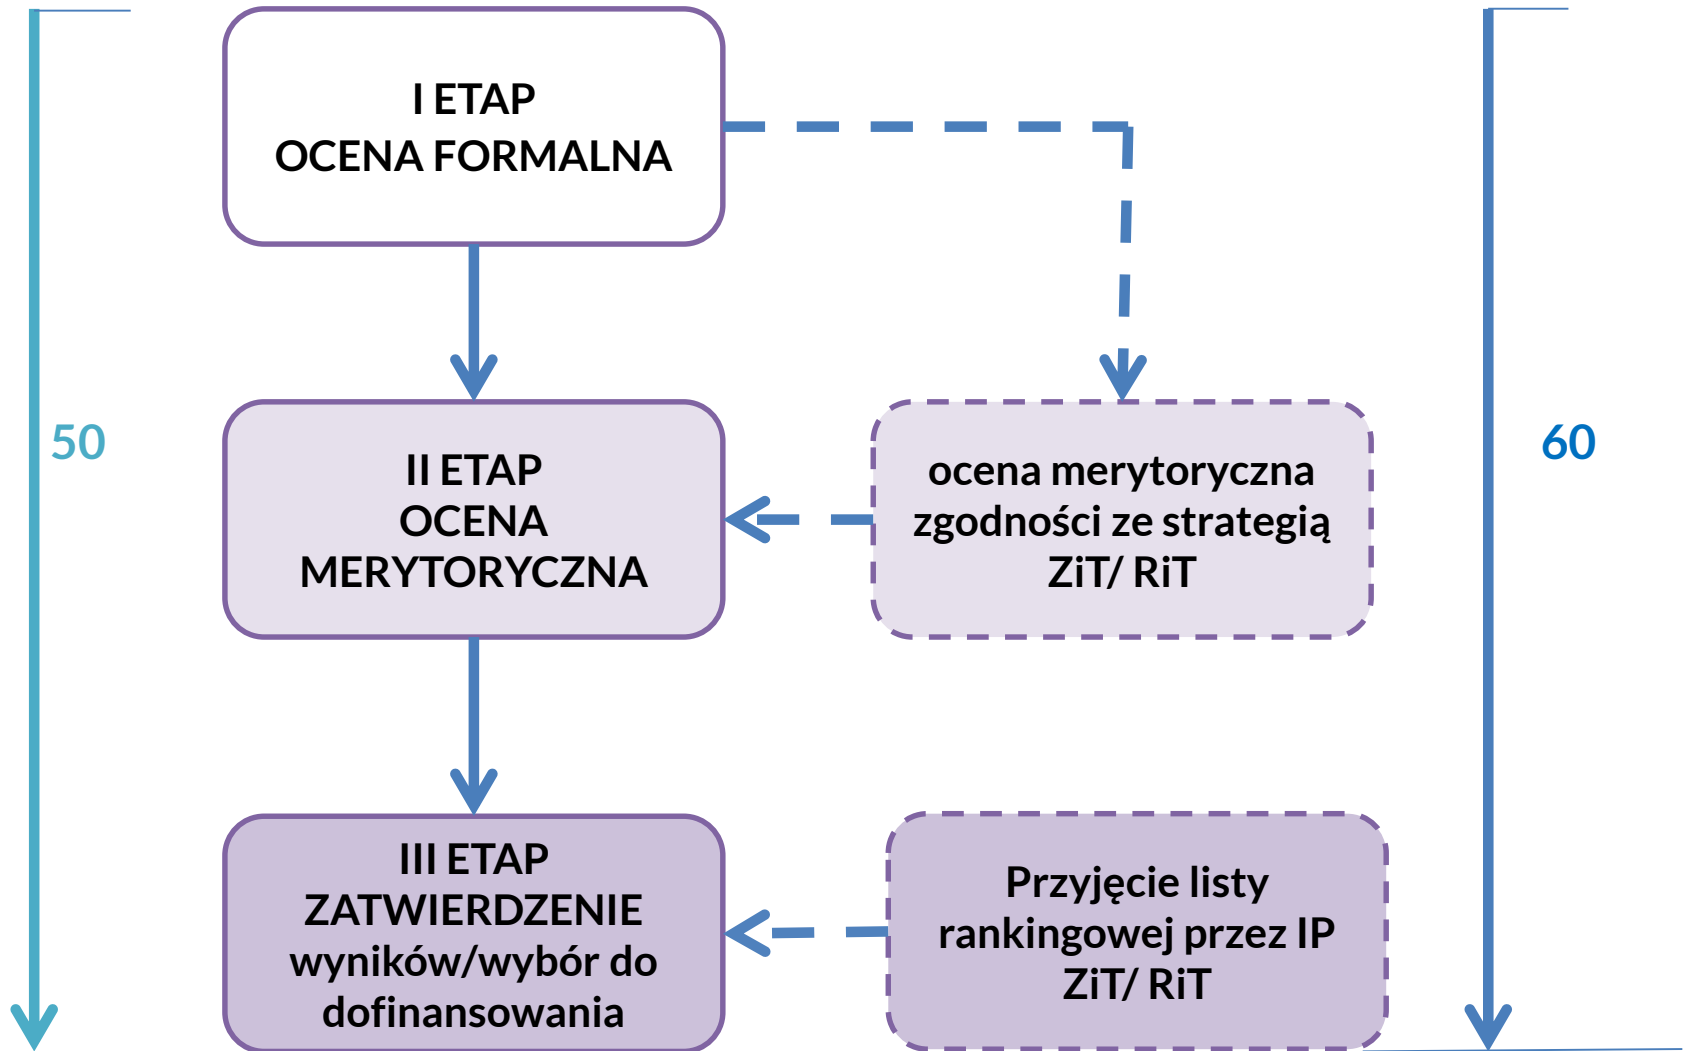 I ETAP
OCENA FORMALNA
50
II ETAP
OCENA
MERYTORYCZNA
ocena merytoryczna
zgodności ze strategią
ZiT/ RiT
60
III ETAP
ZATWIERDZENIE
wyników/wybór do
dofinansowania
Przyjęcie listy
rankingowej przez IP
ZiT/ RiT